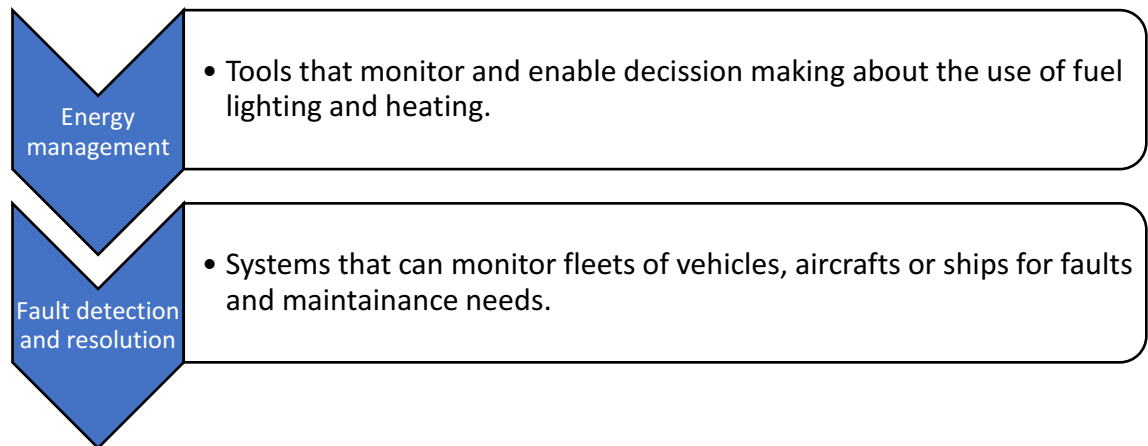 Energy
management
• Tools that monitor and enable decission making about the use of fuel
lighting and heating.
Fault detection
and resolution
• Systems that can monitor fleets of vehicles, aircrafts or ships for faults
and maintainance needs.